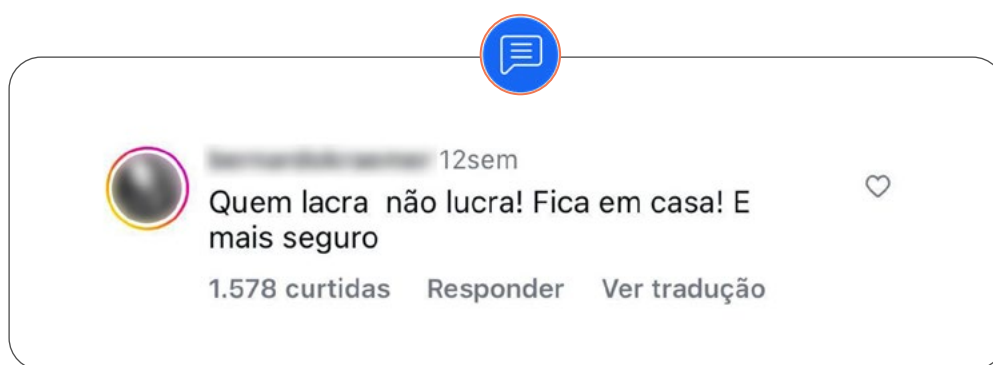 12sem
Quem lacra  não lucra! Fica em casa! E
mais seguro
1.578 curtidas Responder Ver tradução